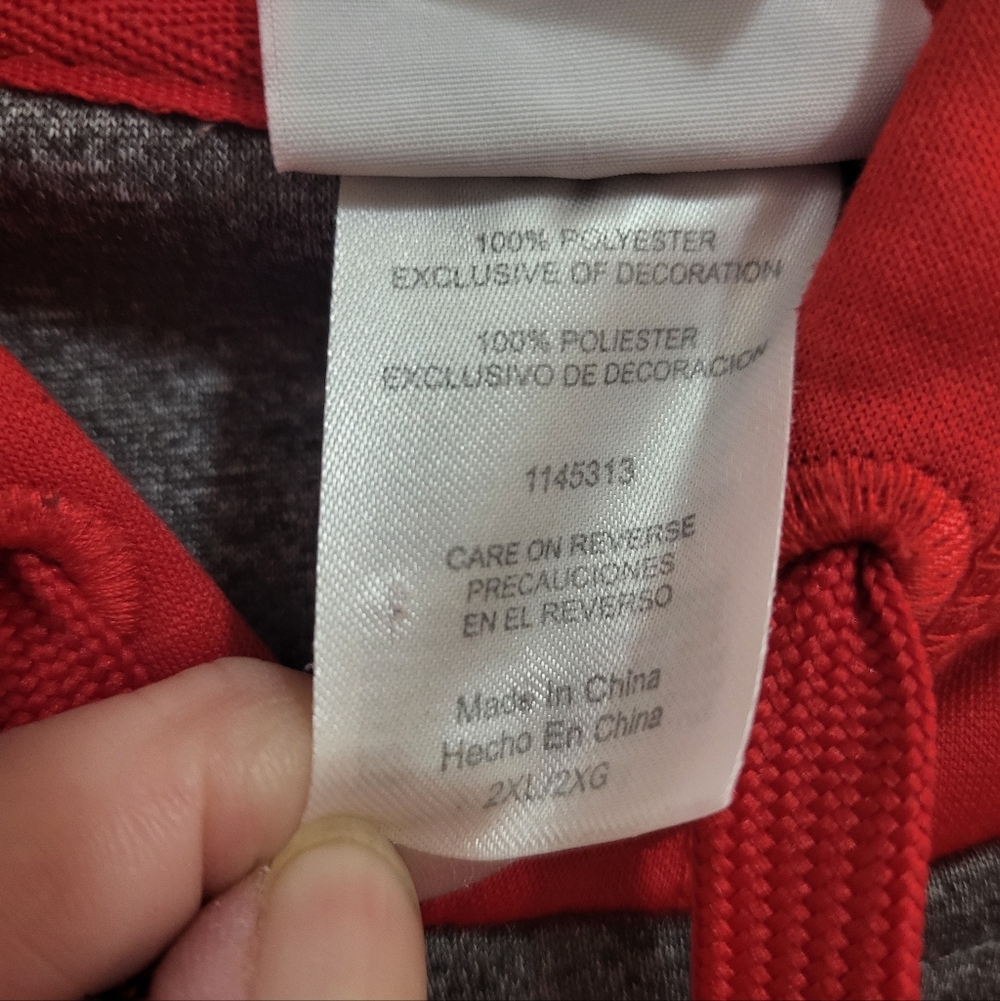 100% POLYESTER
EXCLUSIVE OF DECORATION
100% POLIESTER
EXCLUSIVO DE DECORACION
1145313
CARE ON REVERSE
PRECAUCIONES
EN EL REVERSO
Made In China
Hecho En China
2XL/2XG